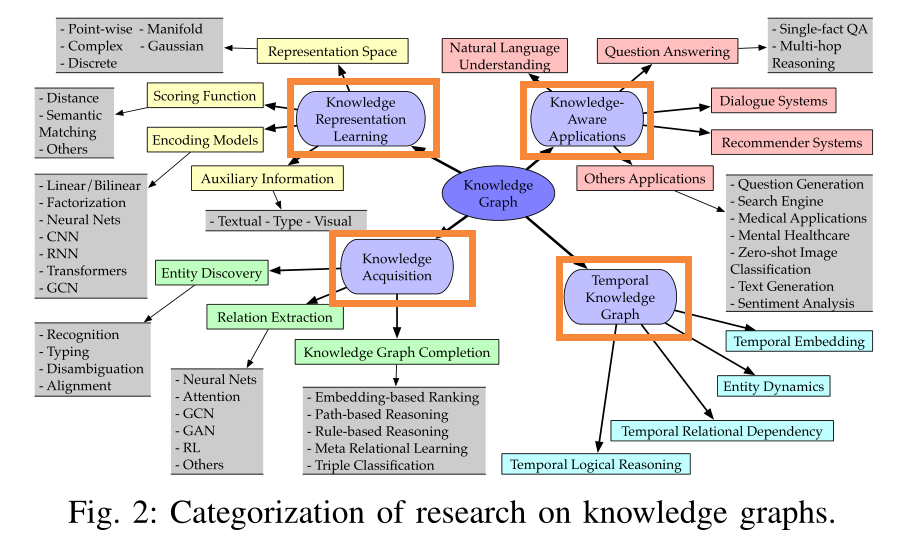 - Point-wise - Manifold
- Complex - Gaussian
- Discrete
Representation Space
Natural Language
Understanding
Question Answering
- Single-fact QA
- Multi-hop
Reasoning
- Distance
- Semantic
Matching
- Others
Scoring Function
Encoding Models
Knowledge
Representation
Learning
Knowledge-
Aware
Applications
Dialogue Systems
Recommender Systems
Auxiliary Information
Knowledge
Graph
Others Applications
- Linear/Bilinear
- Factorization
- Neural Nets
- CNN
- RNN
- Transformers
- GCN
- Textual - Type - Visual
- Question Generation
- Search Engine
- Medical Applications
- Mental Healthcare
- Zero-shot Image
Classification
- Text Generation
- Sentiment Analysis
Knowledge
Acquisition
Entity Discovery
Relation Extraction
Knowledge Graph Completion
Temporal
Knowledge
Graph
- Recognition
- Typing
- Disambiguation
- Alignment
- Neural Nets
- Attention
- GCN
- GAN
- RL
- Others
- Embedding-based Ranking
- Path-based Reasoning
- Rule-based Reasoning
- Meta Relational Learning
- Triple Classification
Temporal Embedding
Entity Dynamics
Temporal Relational Dependency
Temporal Logical Reasoning
Fig. 2: Categorization of research on knowledge graphs.